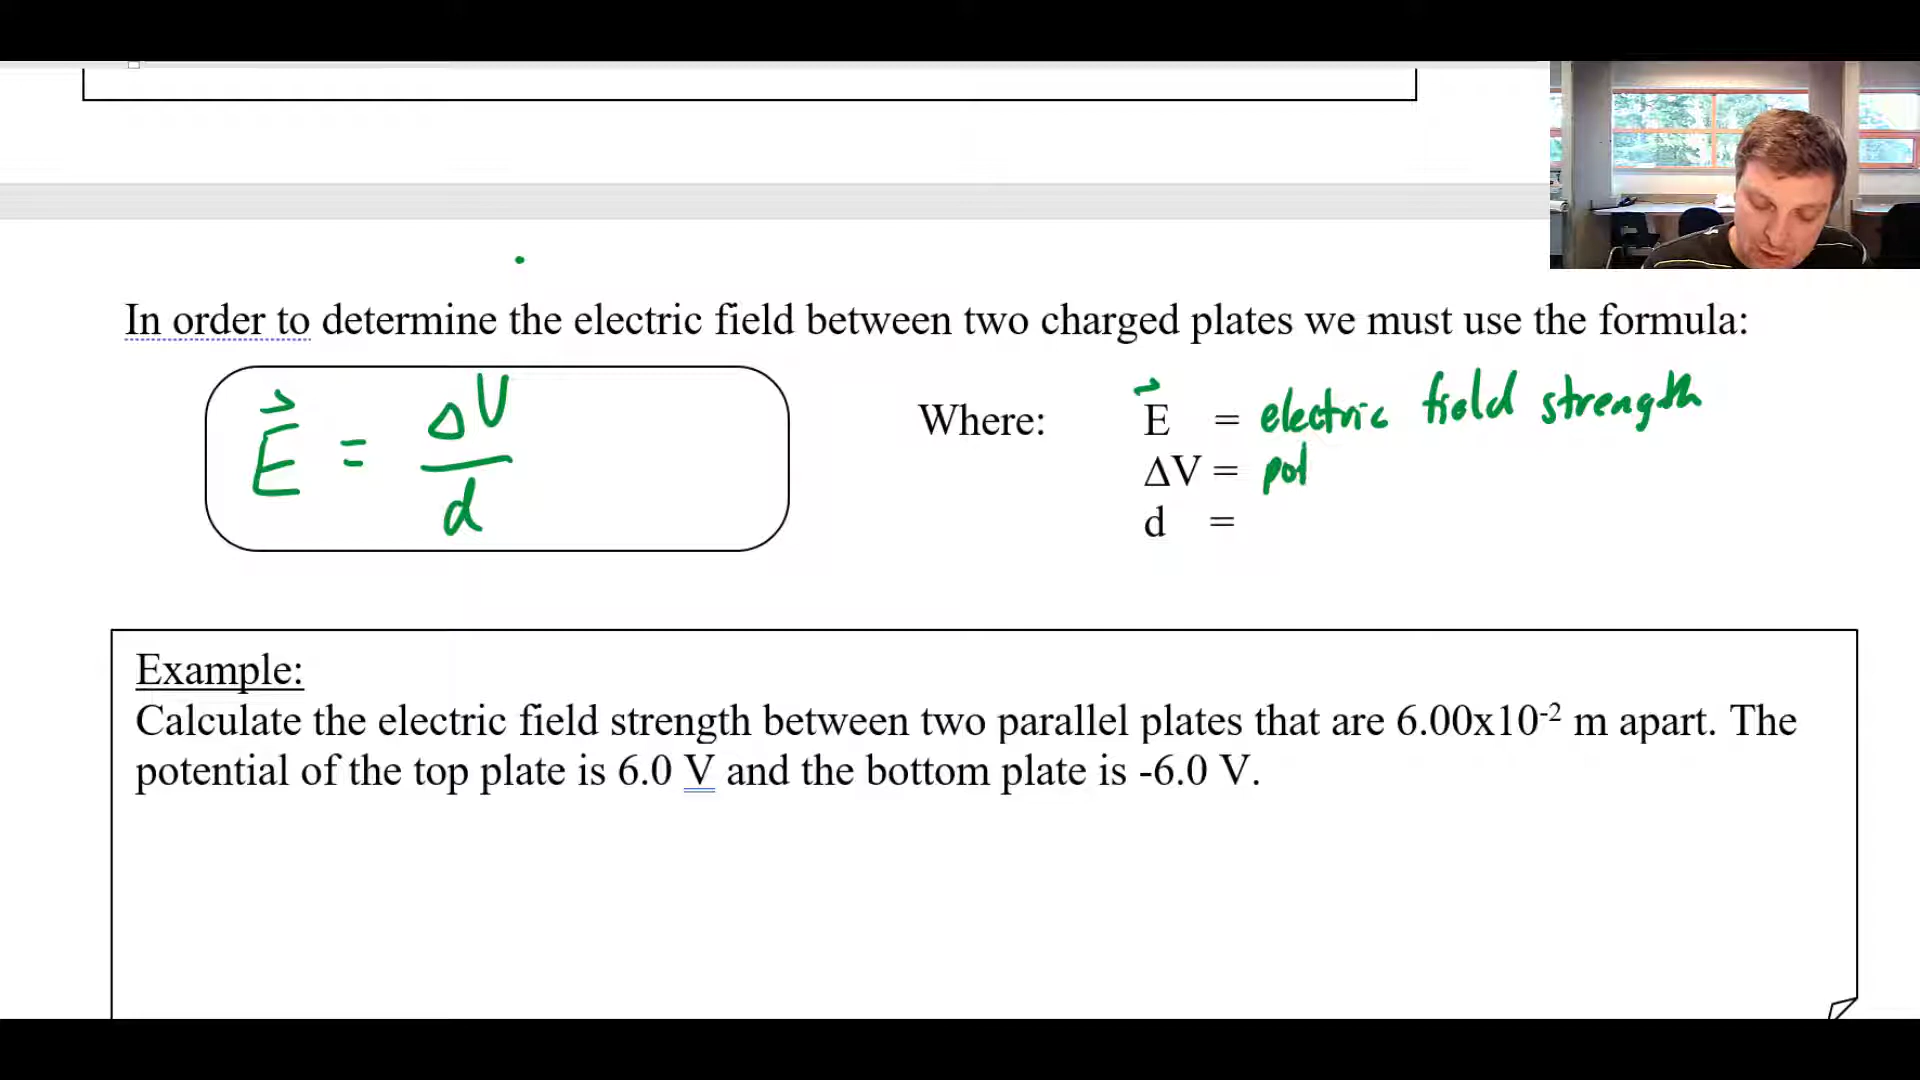 In order to determine the electric field between two charged plates we must use the formula:
E⃗ = ΔV / d
Where:
E⃗ = electric field strength
ΔV = pot
d =
Example:
Calculate the electric field strength between two parallel plates that are 6.00x10⁻² m apart. The
potential of the top plate is 6.0 V and the bottom plate is -6.0 V.